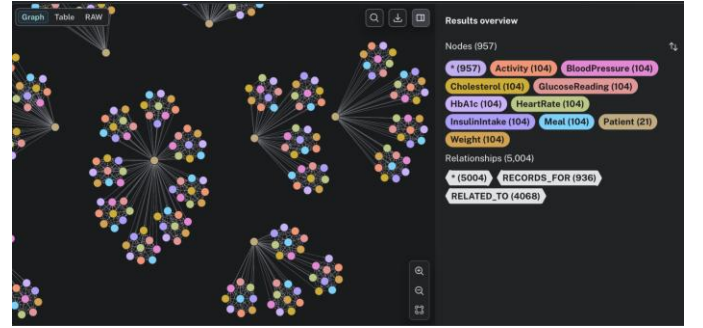 Graph Table RAW
Results overview
Nodes (957)
* (957) Activity (104) BloodPressure (104)
Cholesterol (104) GlucoseReading (104)
HbA1c (104) HeartRate (104)
InsulinIntake (104) Meal (104) Patient (21)
Weight (104)
Relationships (5,004)
* (5004) RECORDS_FOR (936)
RELATED_TO (4068)